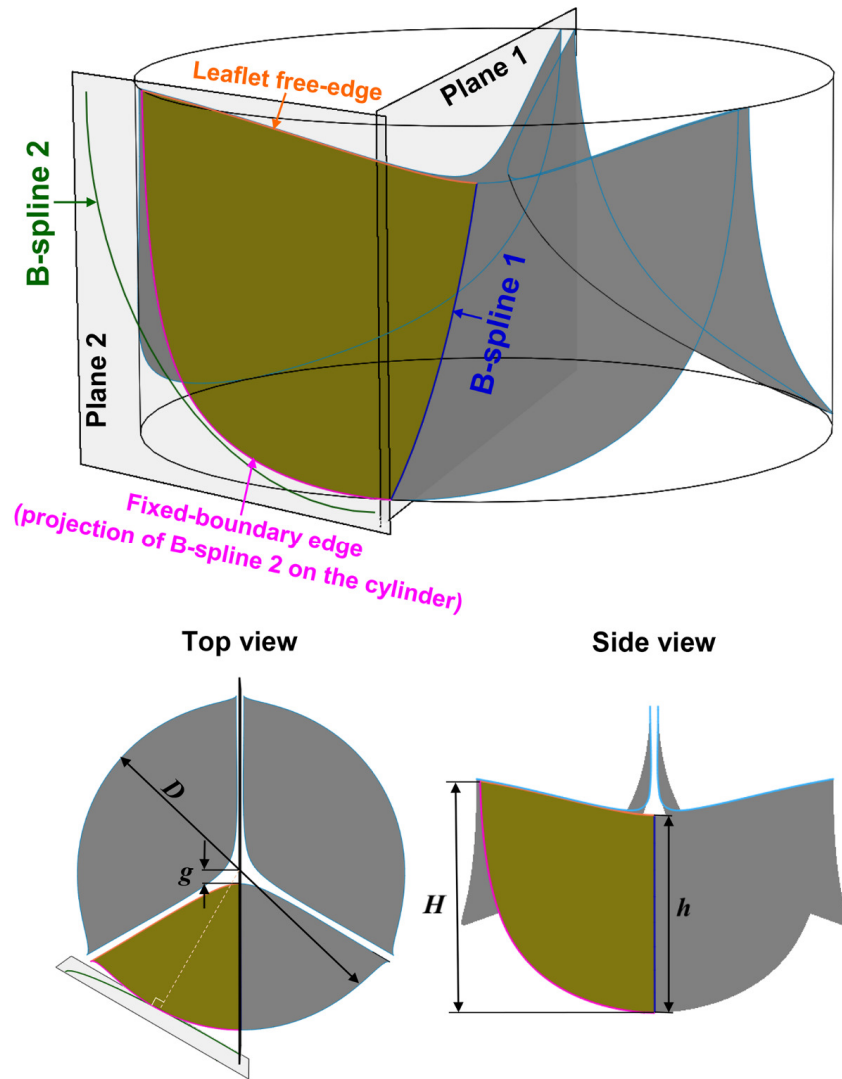 Plane 1
Leaflet free-edge
B-spline 2
B-spline 1
Plane 2
Fixed-boundary edge
(projection of B-spline 2 on the cylinder)
Top view
Side view
D
g
H
h